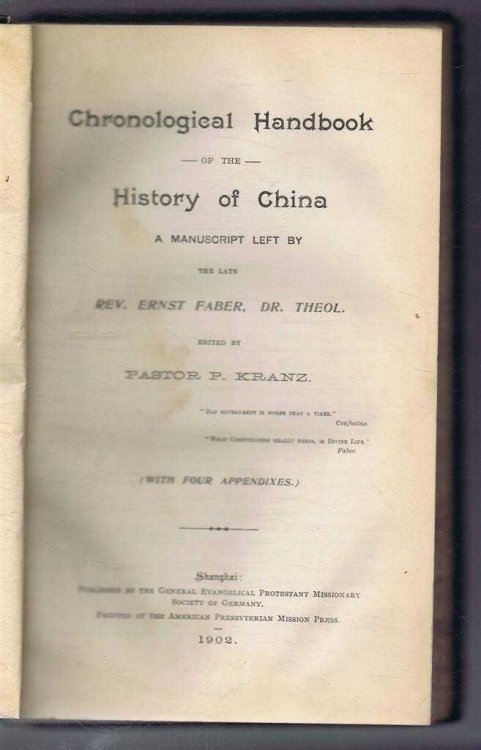 Chronological Handbook
— OF THE —
History of China
A MANUSCRIPT LEFT BY
THE LATE
REV. ERNST FABER, DR. THEOL.
EDITED BY
PASTOR P. KRANZ.
"BAD GOVERNMENT IS WORSE THAN A TIGER."
Confucius.
"WHAT CONFUCIANISM REALLY NEEDS, IS DIVINE LIFE."
Faber.
(WITH FOUR APPENDIXES.)
Shanghai:
PUBLISHED BY THE GENERAL EVANGELICAL PROTESTANT MISSIONARY
SOCIETY OF GERMANY.
PRINTED AT THE AMERICAN PRESBYTERIAN MISSION PRESS.
1902.